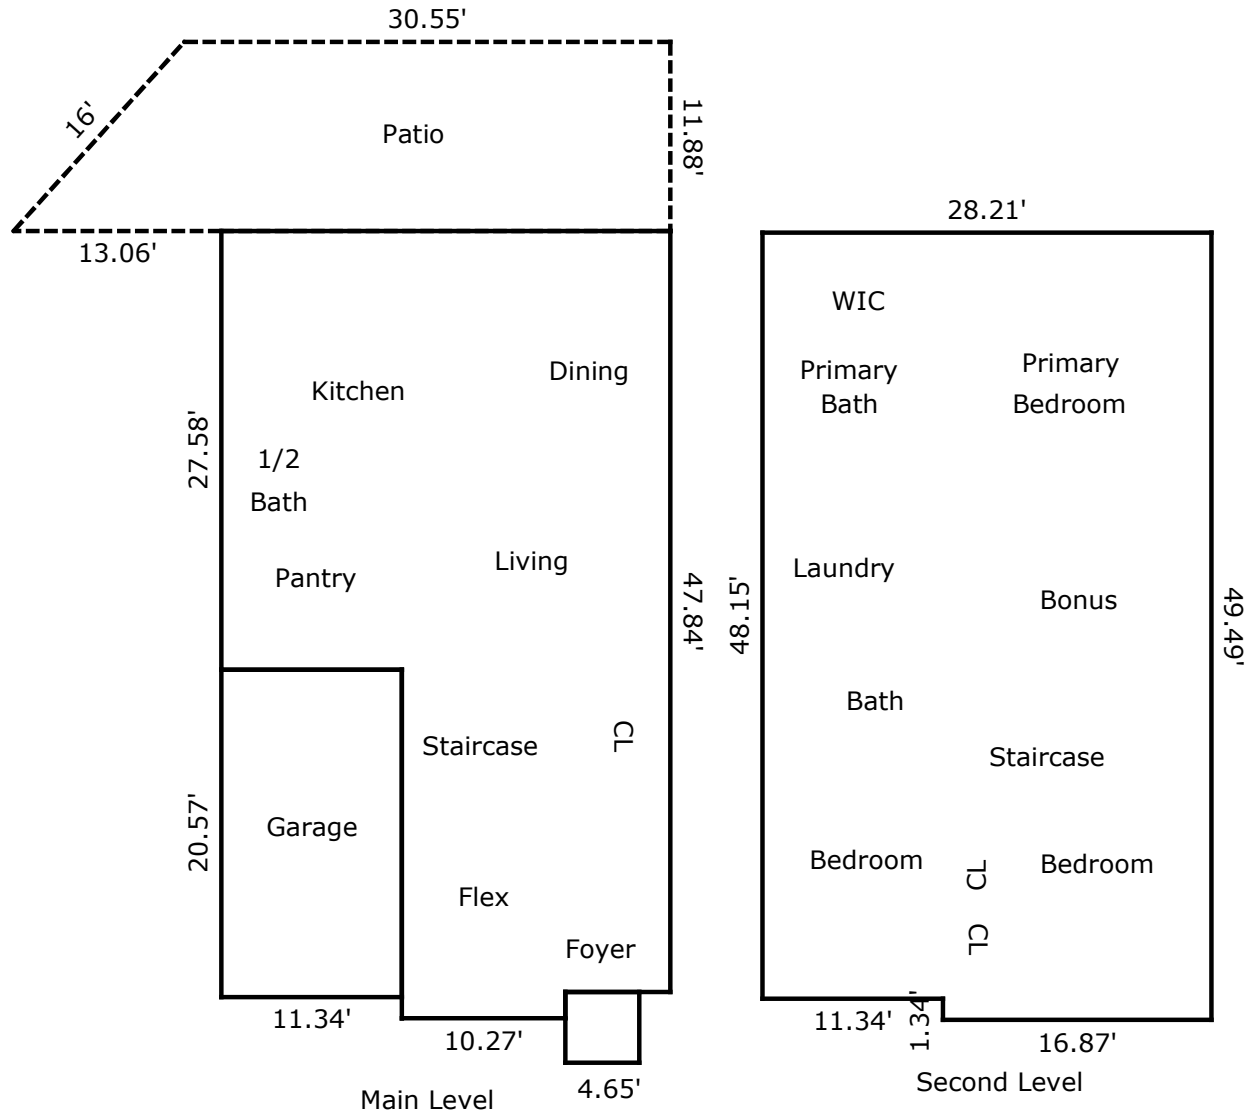 30.55'
16'
Patio
11.88'
13.06'
28.21'
WIC
Dining
Kitchen
Primary
Bath
Primary
Bedroom
27.58'
1/2
Bath
Living
Pantry
47.84'
48.15'
Laundry
Bonus
49.49'
Bath
CL
Staircase
Staircase
20.57'
Garage
Bedroom
CL
Bedroom
Flex
CL
Foyer
11.34'
10.27'
11.34'
1.34'
16.87'
4.65'
Main Level
Second Level